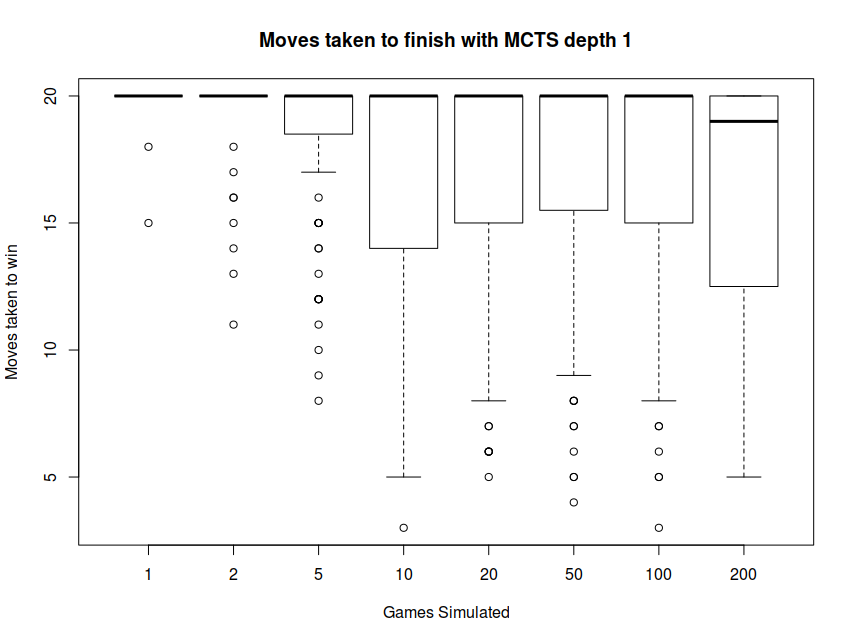 Moves taken to finish with MCTS depth 1
Moves taken to win
20
15
10
5
1 2 5 10 20 50 100 200
Games Simulated